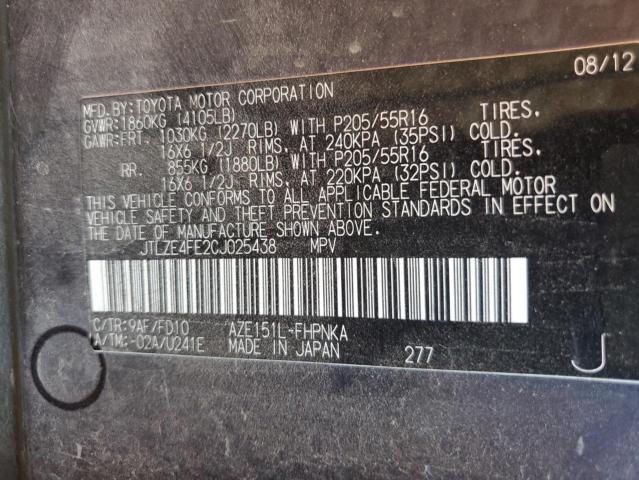 08/12
MFD.BY:TOYOTA MOTOR CORPORATION
GVWR:1860KG (4105LB)
GAWR:FRT. 1030KG (2270LB) WITH P205/55R16 TIRES,
16X6 1/2J RIMS, AT 240KPA (35PSI) COLD.
RR. 855KG (1880LB) WITH P205/55R16 TIRES,
16X6 1/2J RIMS, AT 220KPA (32PSI) COLD.
THIS VEHICLE CONFORMS TO ALL APPLICABLE FEDERAL MOTOR
VEHICLE SAFETY AND THEFT PREVENTION STANDARDS IN EFFECT ON
THE DATE OF MANUFACTURE SHOWN ABOVE.
JTLZE4FE2CJ025438 MPV
C/TR:9AF/FD10 AZE151L-FHPNKA
A/TM:-02A/U241E MADE IN JAPAN 277 J